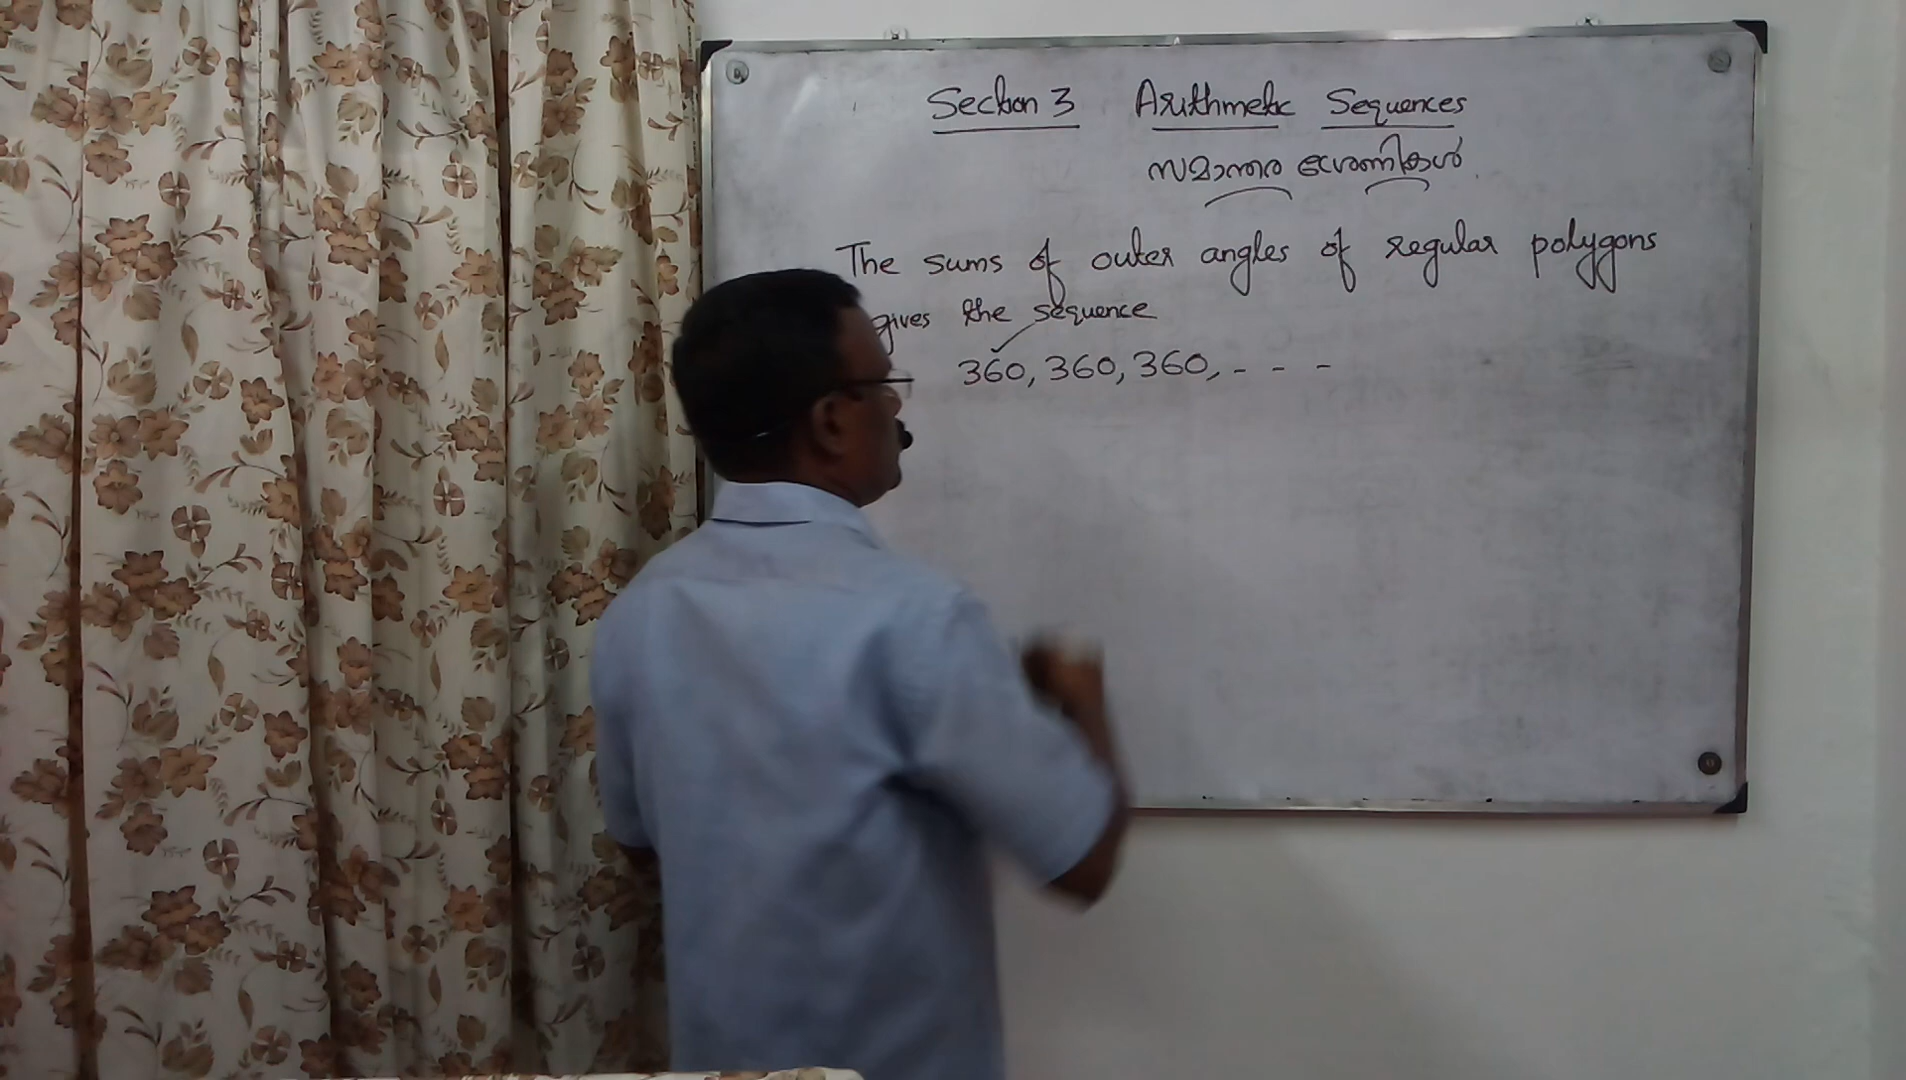 Section 3 Arithmetic Sequences
സമാന്തര ശ്രേണികൾ
The sums of outer angles of regular polygons
gives the sequence
360, 360, 360, - - -